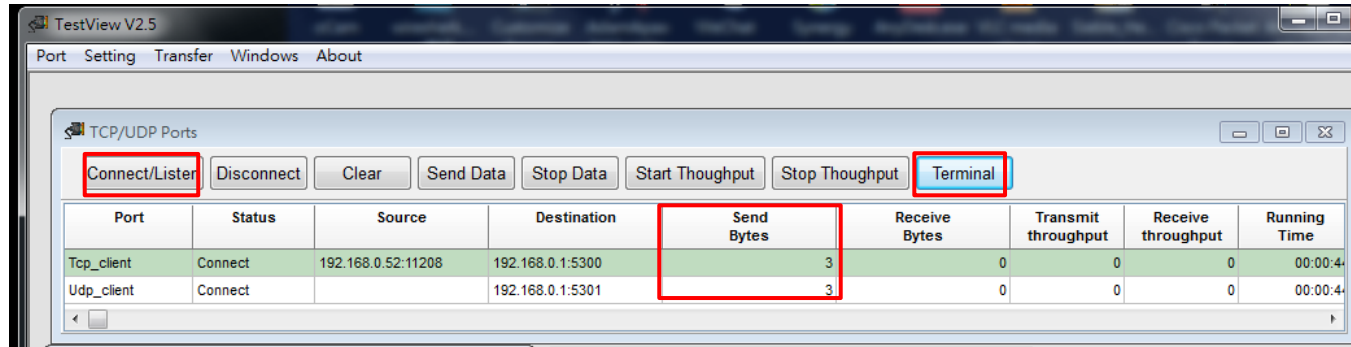 TestView V2.5
Port Setting Transfer Windows About
TCP/UDP Ports
Connect/Listen Disconnect Clear Send Data Stop Data Start Thoughput Stop Thoughput Terminal
Port Status Source Destination Send Bytes Receive Bytes Transmit throughput Receive throughput Running Time
Tcp_client Connect 192.168.0.52:11208 192.168.0.1:5300 3 0 0 0 00:00:4
Udp_client Connect 192.168.0.1:5301 3 0 0 0 00:00:4